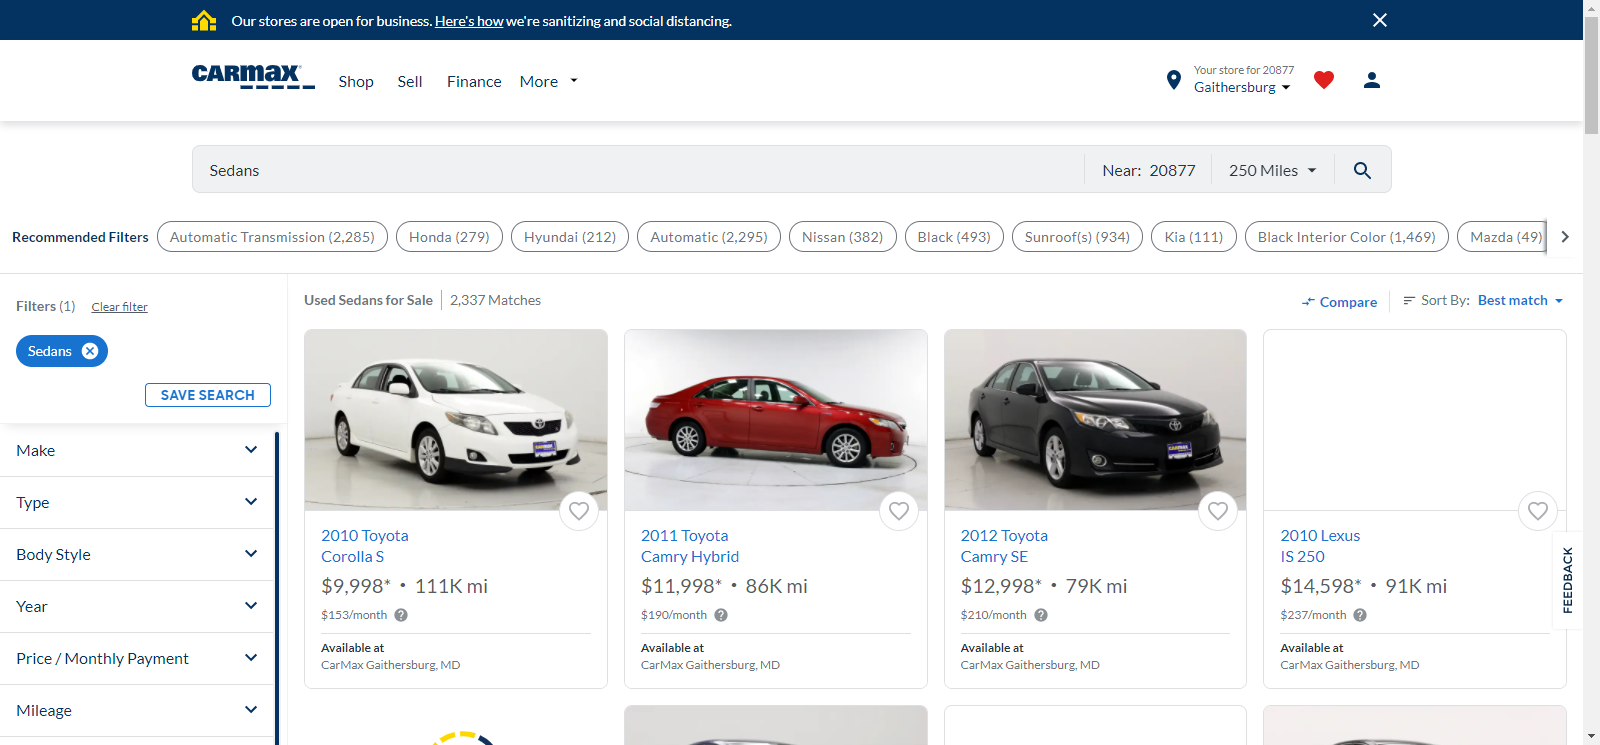 Our stores are open for business. Here's how we're sanitizing and social distancing.
CARMAX
Shop
Sell
Finance
More
Your store for 20877
Gaithersburg
Sedans
Near: 20877
250 Miles
Recommended Filters
Automatic Transmission (2,285)
Honda (279)
Hyundai (212)
Automatic (2,295)
Nissan (382)
Black (493)
Sunroof(s) (934)
Kia (111)
Black Interior Color (1,469)
Mazda (49)
Filters (1)
Clear filter
Sedans
SAVE SEARCH
Make
Type
Body Style
Year
Price / Monthly Payment
Mileage
Used Sedans for Sale
2,337 Matches
Compare
Sort By: Best match
2010 Toyota
Corolla S
$9,998* • 111K mi
$153/month
Available at
CarMax Gaithersburg, MD
2011 Toyota
Camry Hybrid
$11,998* • 86K mi
$190/month
Available at
CarMax Gaithersburg, MD
2012 Toyota
Camry SE
$12,998* • 79K mi
$210/month
Available at
CarMax Gaithersburg, MD
2010 Lexus
IS 250
$14,598* • 91K mi
$237/month
Available at
CarMax Gaithersburg, MD
FEEDBACK